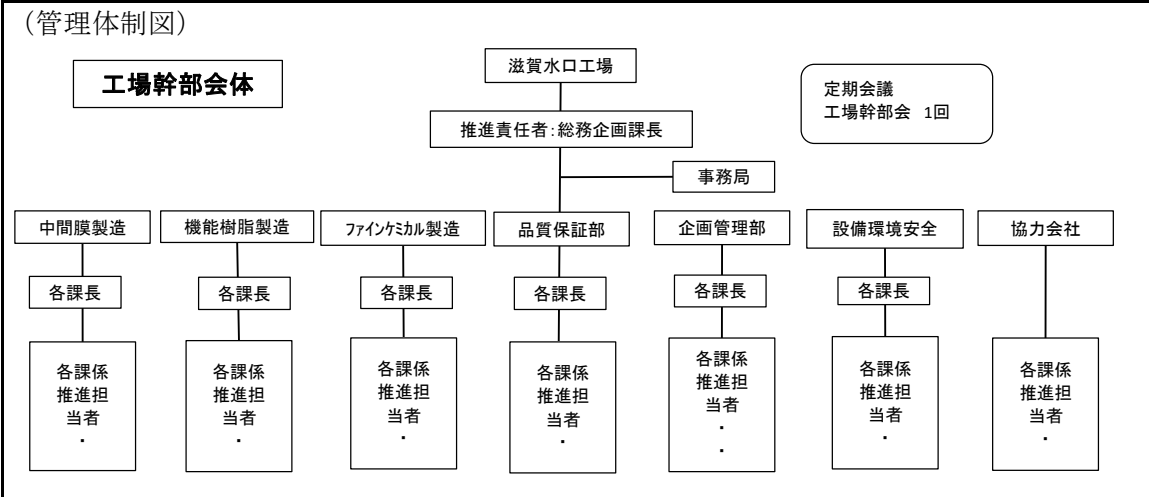 （管理体制図）
工場幹部会体
滋賀水口工場
定期会議
工場幹部会 1回
推進責任者：総務企画課長
事務局
中間膜製造
機能樹脂製造
ﾌｧｲﾝｹﾐｶﾙ製造
品質保証部
企画管理部
設備環境安全
協力会社
各課長
各課長
各課長
各課長
各課長
各課長
各課係
推進担
当者
・
各課係
推進担
当者
・
各課係
推進担
当者
・
各課係
推進担
当者
・
各課係
推進担
当者
・
・
各課係
推進担
当者
・
各課係
推進担
当者
・